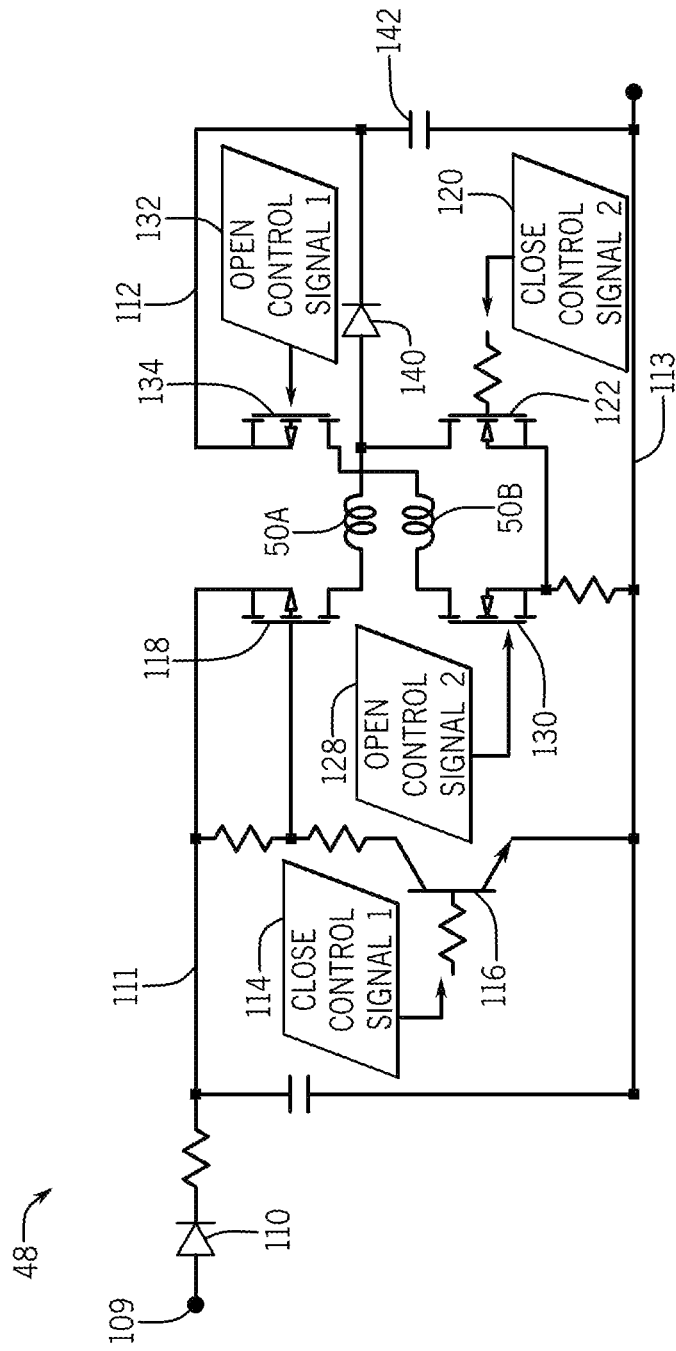 48
109
110
111
114
CLOSE
CONTROL
SIGNAL 1
116
118
128
OPEN
CONTROL
SIGNAL 2
130
50A
50B
112
134
132
OPEN
CONTROL
SIGNAL 1
140
142
122
120
CLOSE
CONTROL
SIGNAL 2
113